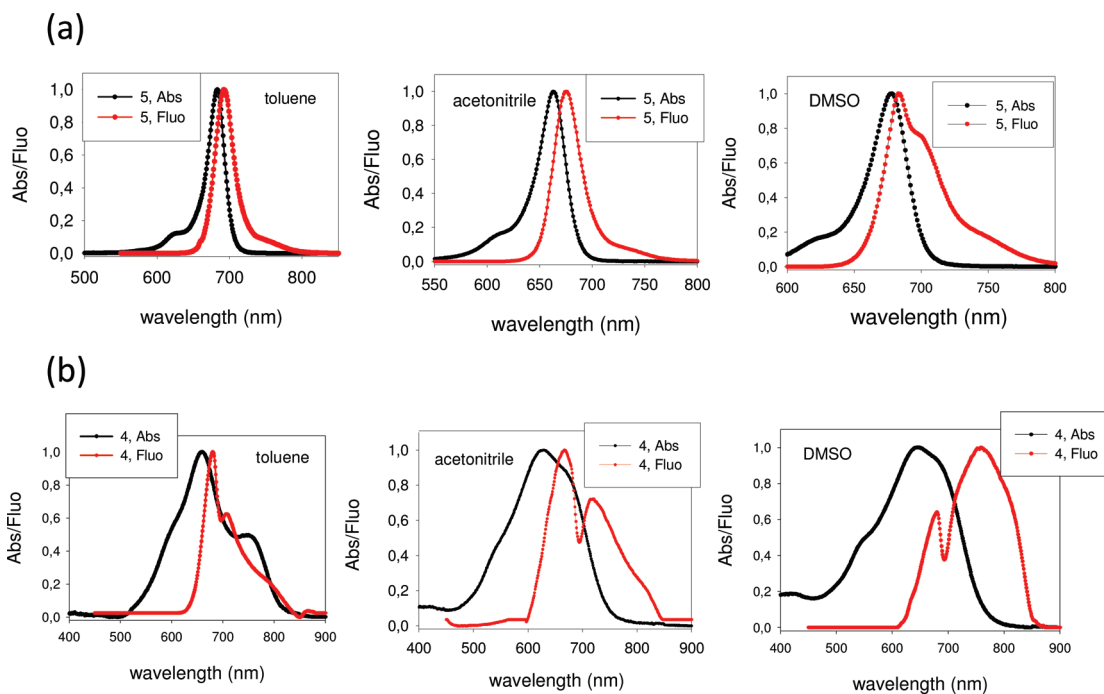 (a)
5, Abs
5, Fluo
toluene
Abs/Fluo
1,0
0,8
0,6
0,4
0,2
0,0
500 600 700 800
wavelength (nm)
acetonitrile
5, Abs
5, Fluo
Abs/Fluo
1,0
0,8
0,6
0,4
0,2
0,0
550 600 650 700 750 800
wavelength (nm)
DMSO
5, Abs
5, Fluo
Abs/Fluo
1,0
0,8
0,6
0,4
0,2
0,0
600 650 700 750 800
wavelength (nm)
(b)
4, Abs
4, Fluo
toluene
Abs/Fluo
1,0
0,8
0,6
0,4
0,2
0,0
400 500 600 700 800 900
wavelength (nm)
acetonitrile
4, Abs
4, Fluo
Abs/Fluo
1,0
0,8
0,6
0,4
0,2
0,0
400 500 600 700 800 900
wavelength (nm)
DMSO
4, Abs
4, Fluo
Abs/Fluo
1,0
0,8
0,6
0,4
0,2
0,0
400 500 600 700 800 900
wavelength (nm)